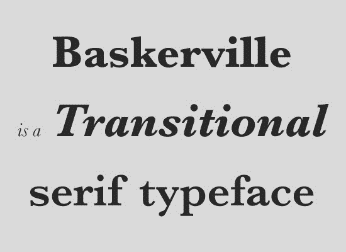 Baskerville
is a Transitional
serif typeface